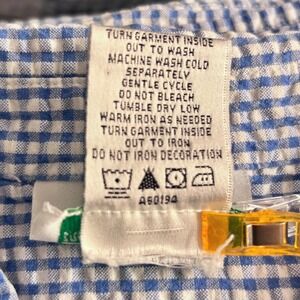 TURN GARMENT INSIDE
OUT TO WASH
MACHINE WASH COLD
SEPARATELY
GENTLE CYCLE
DO NOT BLEACH
TUMBLE DRY LOW
WARM IRON AS NEEDED
TURN GARMENT INSIDE
OUT TO IRON
DO NOT IRON DECORATION
A60194